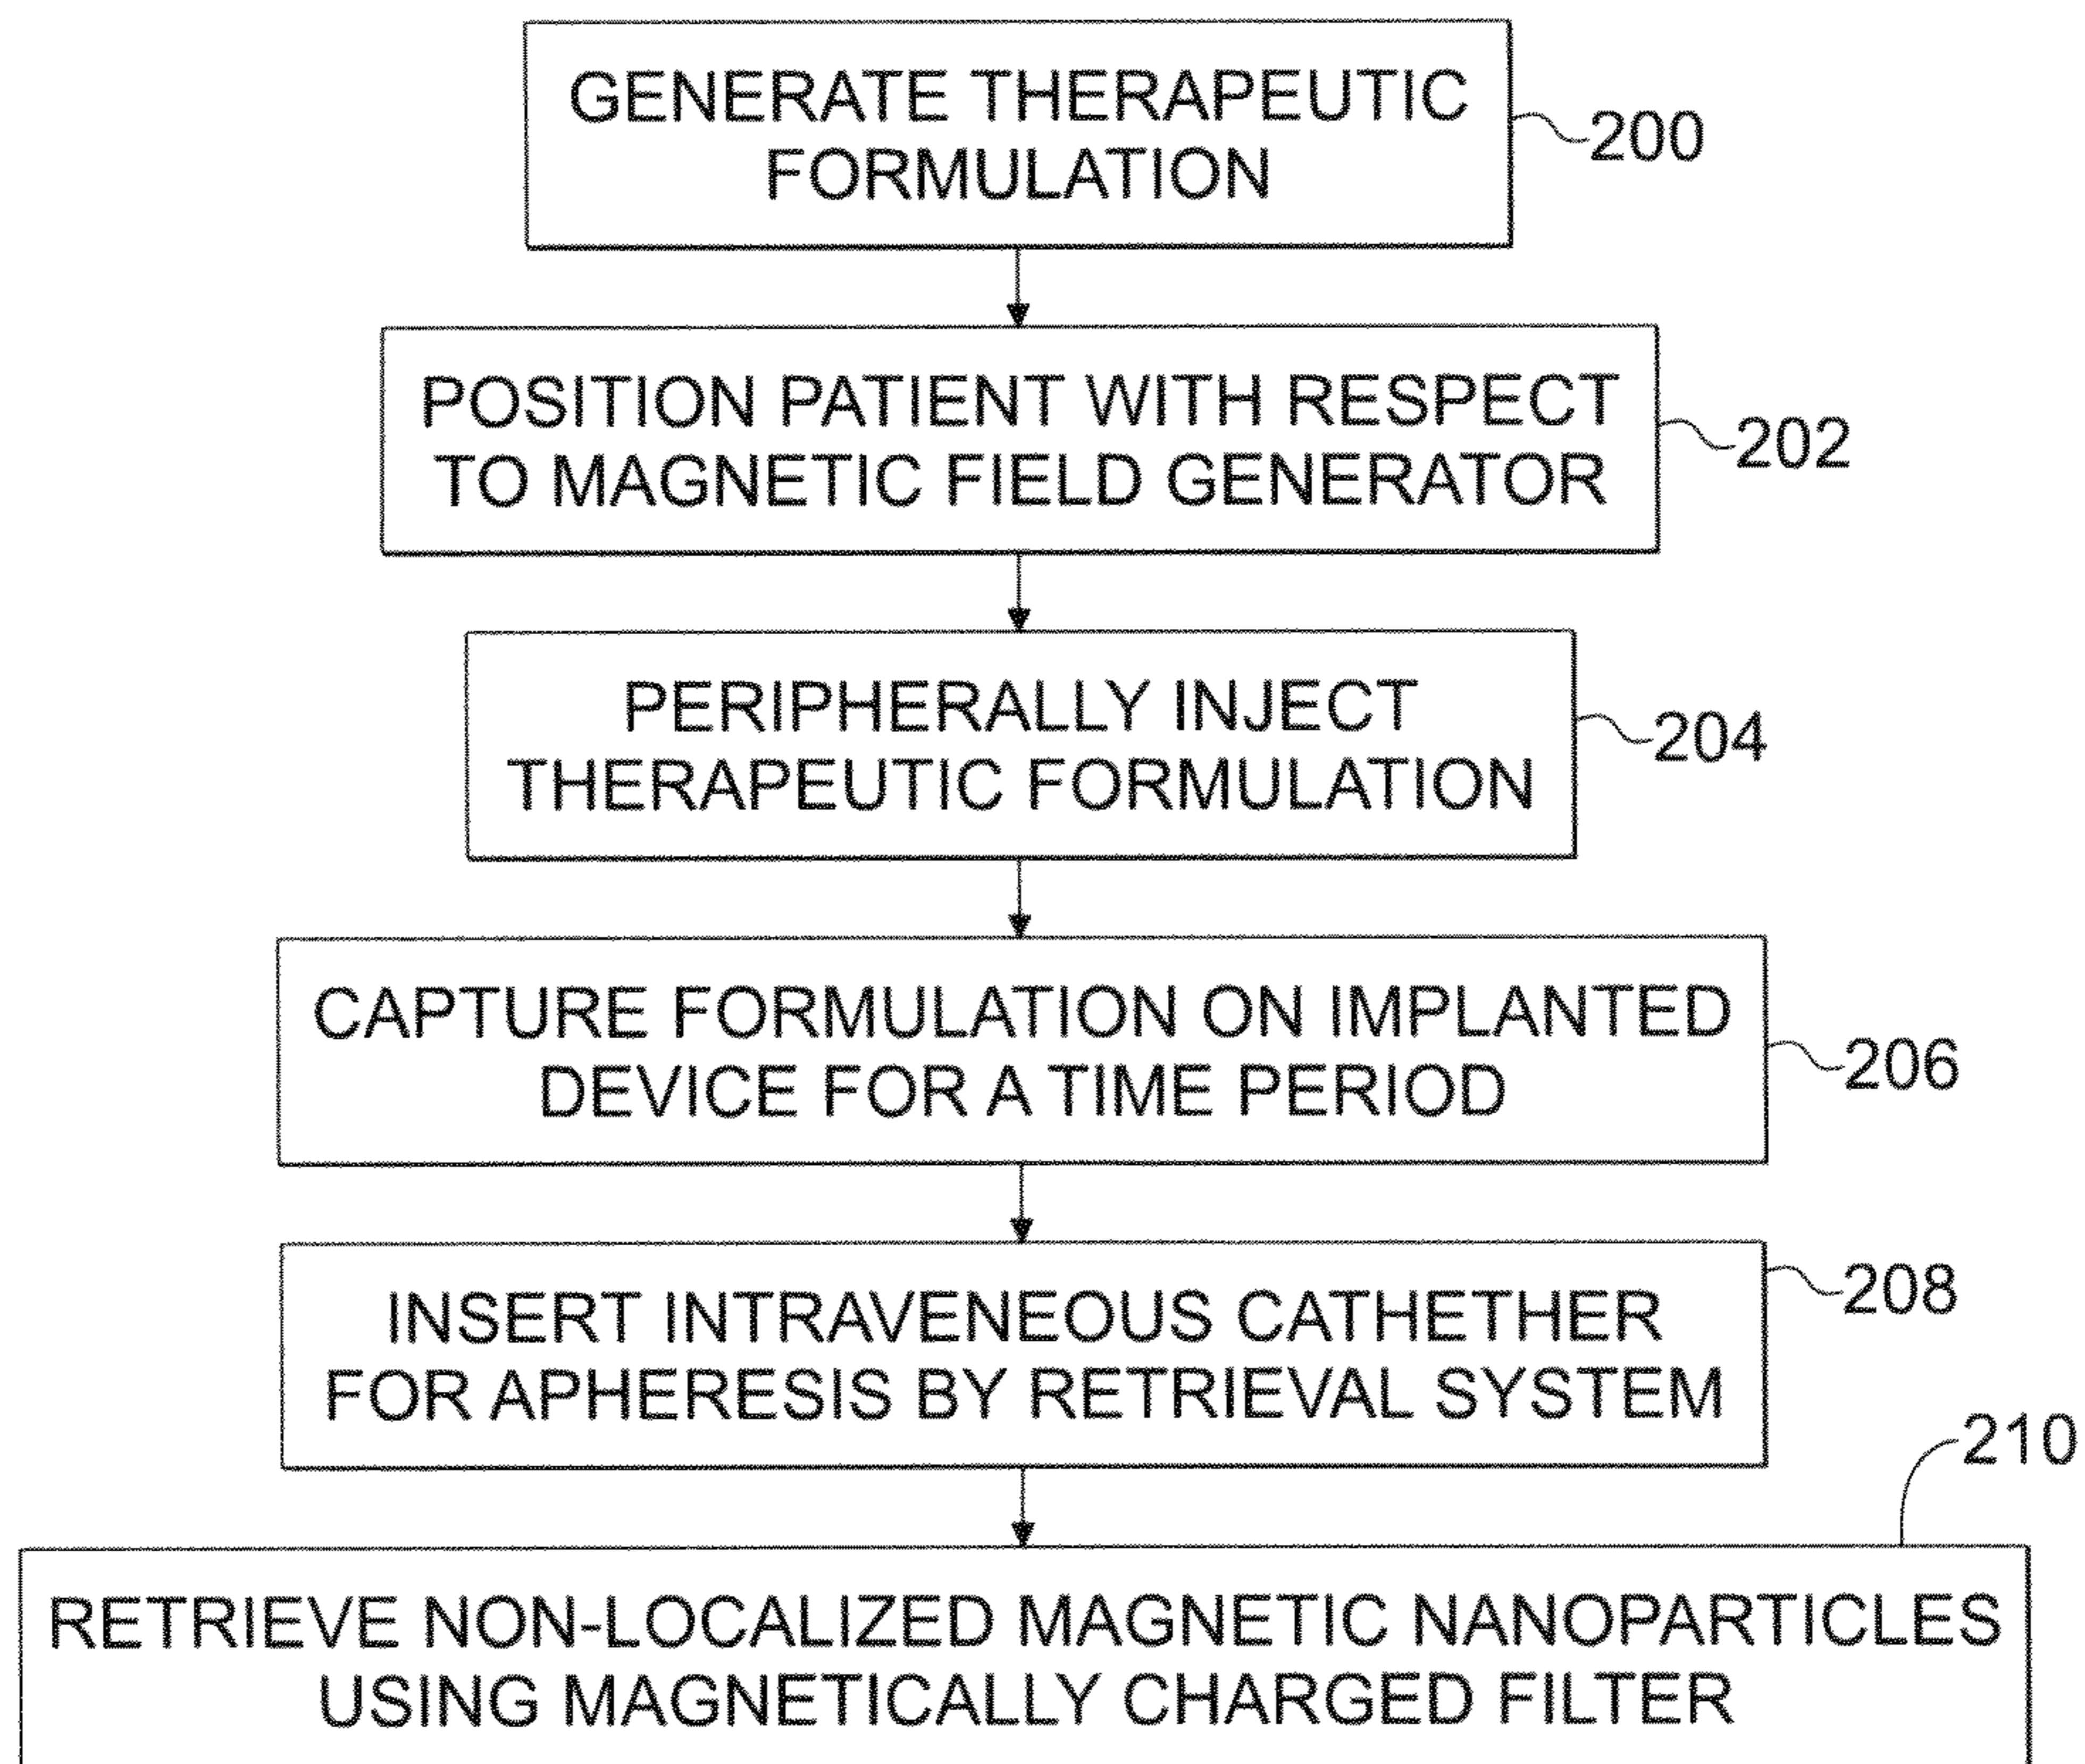 GENERATE THERAPEUTIC
FORMULATION
200
POSITION PATIENT WITH RESPECT
TO MAGNETIC FIELD GENERATOR
202
PERIPHERALLY INJECT
THERAPEUTIC FORMULATION
204
CAPTURE FORMULATION ON IMPLANTED
DEVICE FOR A TIME PERIOD
206
INSERT INTRAVENEOUS CATHETHER
FOR APHERESIS BY RETRIEVAL SYSTEM
208
210
RETRIEVE NON-LOCALIZED MAGNETIC NANOPARTICLES
USING MAGNETICALLY CHARGED FILTER